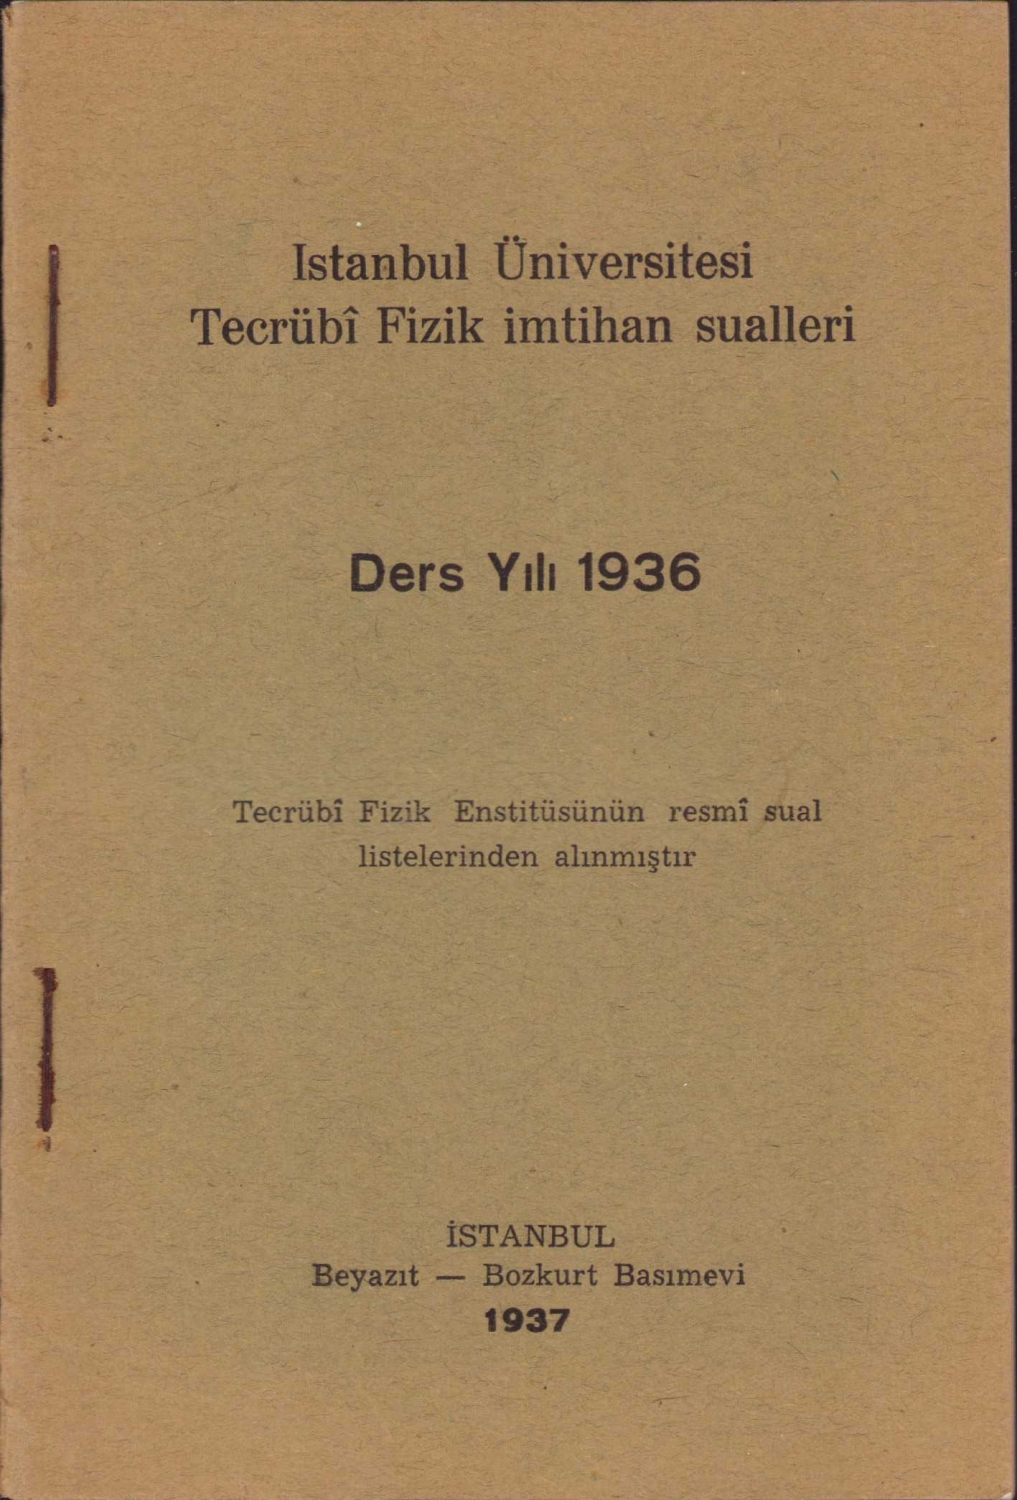 Istanbul Üniversitesi
Tecrübî Fizik imtihan sualleri
Ders Yılı 1936
Tecrübî Fizik Enstitüsünün resmî sual
listelerinden alınmıştır
İSTANBUL
Beyazıt — Bozkurt Basımevi
1937